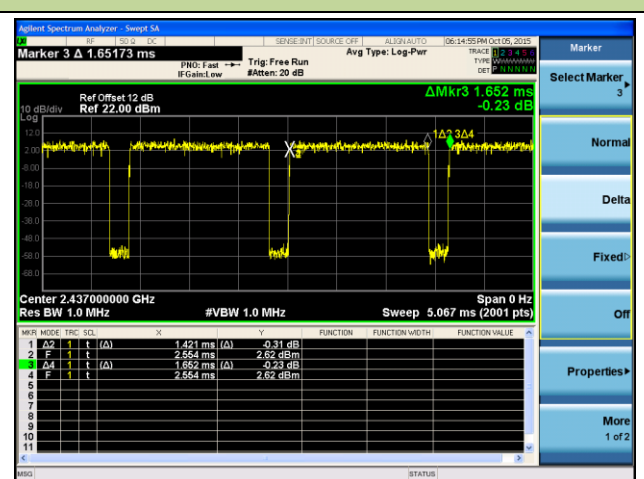 Agilent Spectrum Analyzer - Swept SA
RF 50 Ω DC SENSE:INT SOURCE OFF ALIGN AUTO 06:14:55 PM Oct 05, 2015
Marker 3 Δ 1.65173 ms
Avg Type: Log-Pwr
TRACE 1 2 3 4 5 6
PNO: Fast Trig: Free Run
TYPE
IFGain:Low #Atten: 20 dB
DET P N N N N N
ΔMkr3 1.652 ms
-0.23 dB
Ref Offset 12 dB
10 dB/div Ref 22.00 dBm
Log
12.0
2.00
-8.00
-18.0
-28.0
-38.0
-48.0
-58.0
-68.0
1Δ2 3Δ4
Center 2.437000000 GHz Span 0 Hz
Res BW 1.0 MHz #VBW 1.0 MHz Sweep 5.067 ms (2001 pts)
MKR MODE TRC SCL X Y FUNCTION FUNCTION WIDTH FUNCTION VALUE
1 Δ2 1 t (Δ) 1.421 ms (Δ) -0.31 dB
2 F 1 t 2.554 ms 2.62 dBm
3 Δ4 1 t (Δ) 1.652 ms (Δ) -0.23 dB
4 F 1 t 2.554 ms 2.62 dBm
5
6
7
8
9
10
11
MSG STATUS
Marker
Select Marker
3
Normal
Delta
Fixed
Off
Properties
More
1 of 2